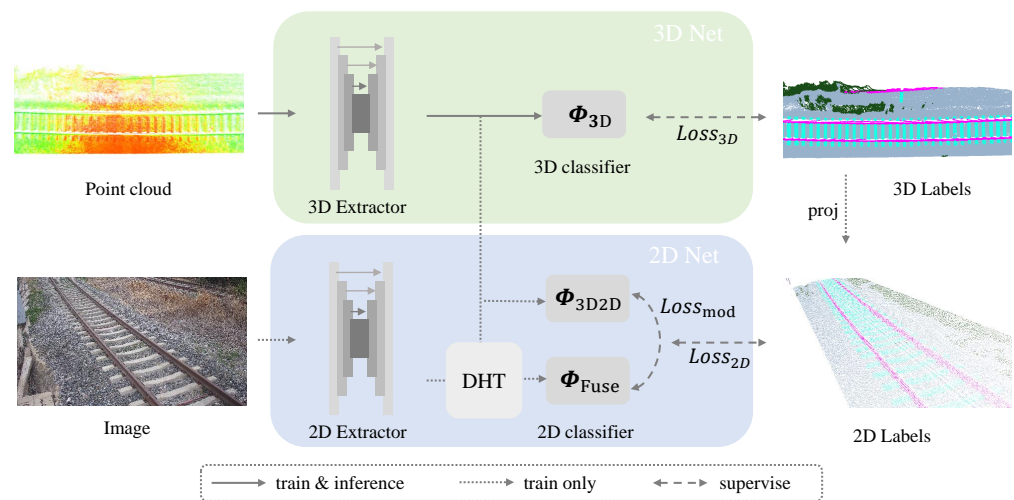 3D Net
Φ3D
Loss3D
3D classifier
Point cloud
3D Extractor
3D Labels
proj
2D Net
Φ3D2D
Lossmod
Loss2D
DHT
ΦFuse
Image
2D Extractor
2D classifier
2D Labels
train & inference
train only
supervise